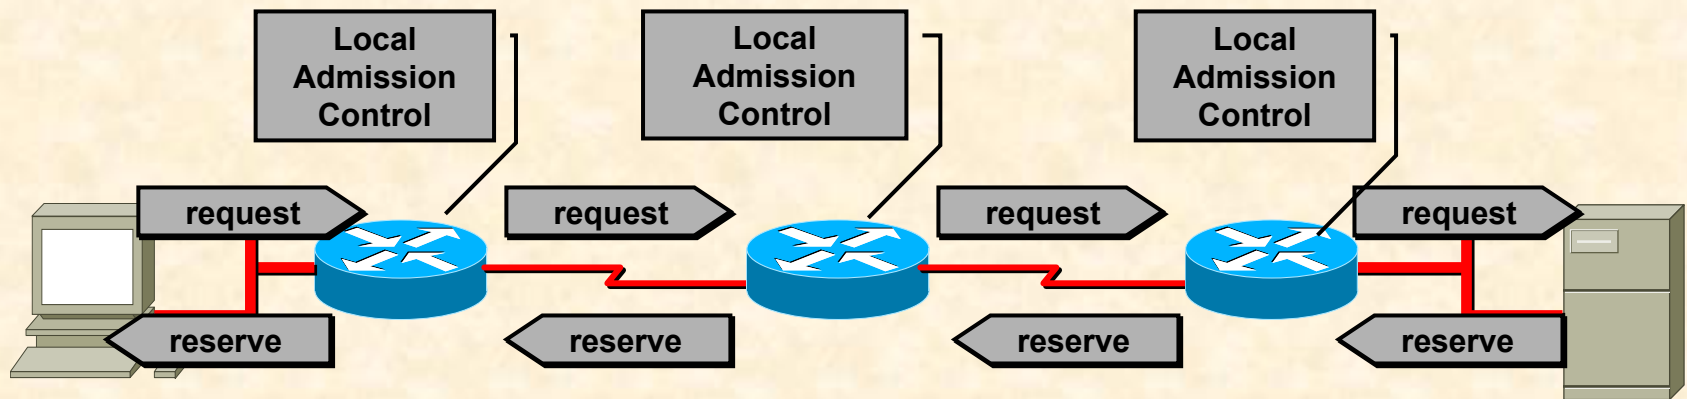 Local
Admission
Control
Local
Admission
Control
Local
Admission
Control
request
request
request
request
reserve
reserve
reserve
reserve